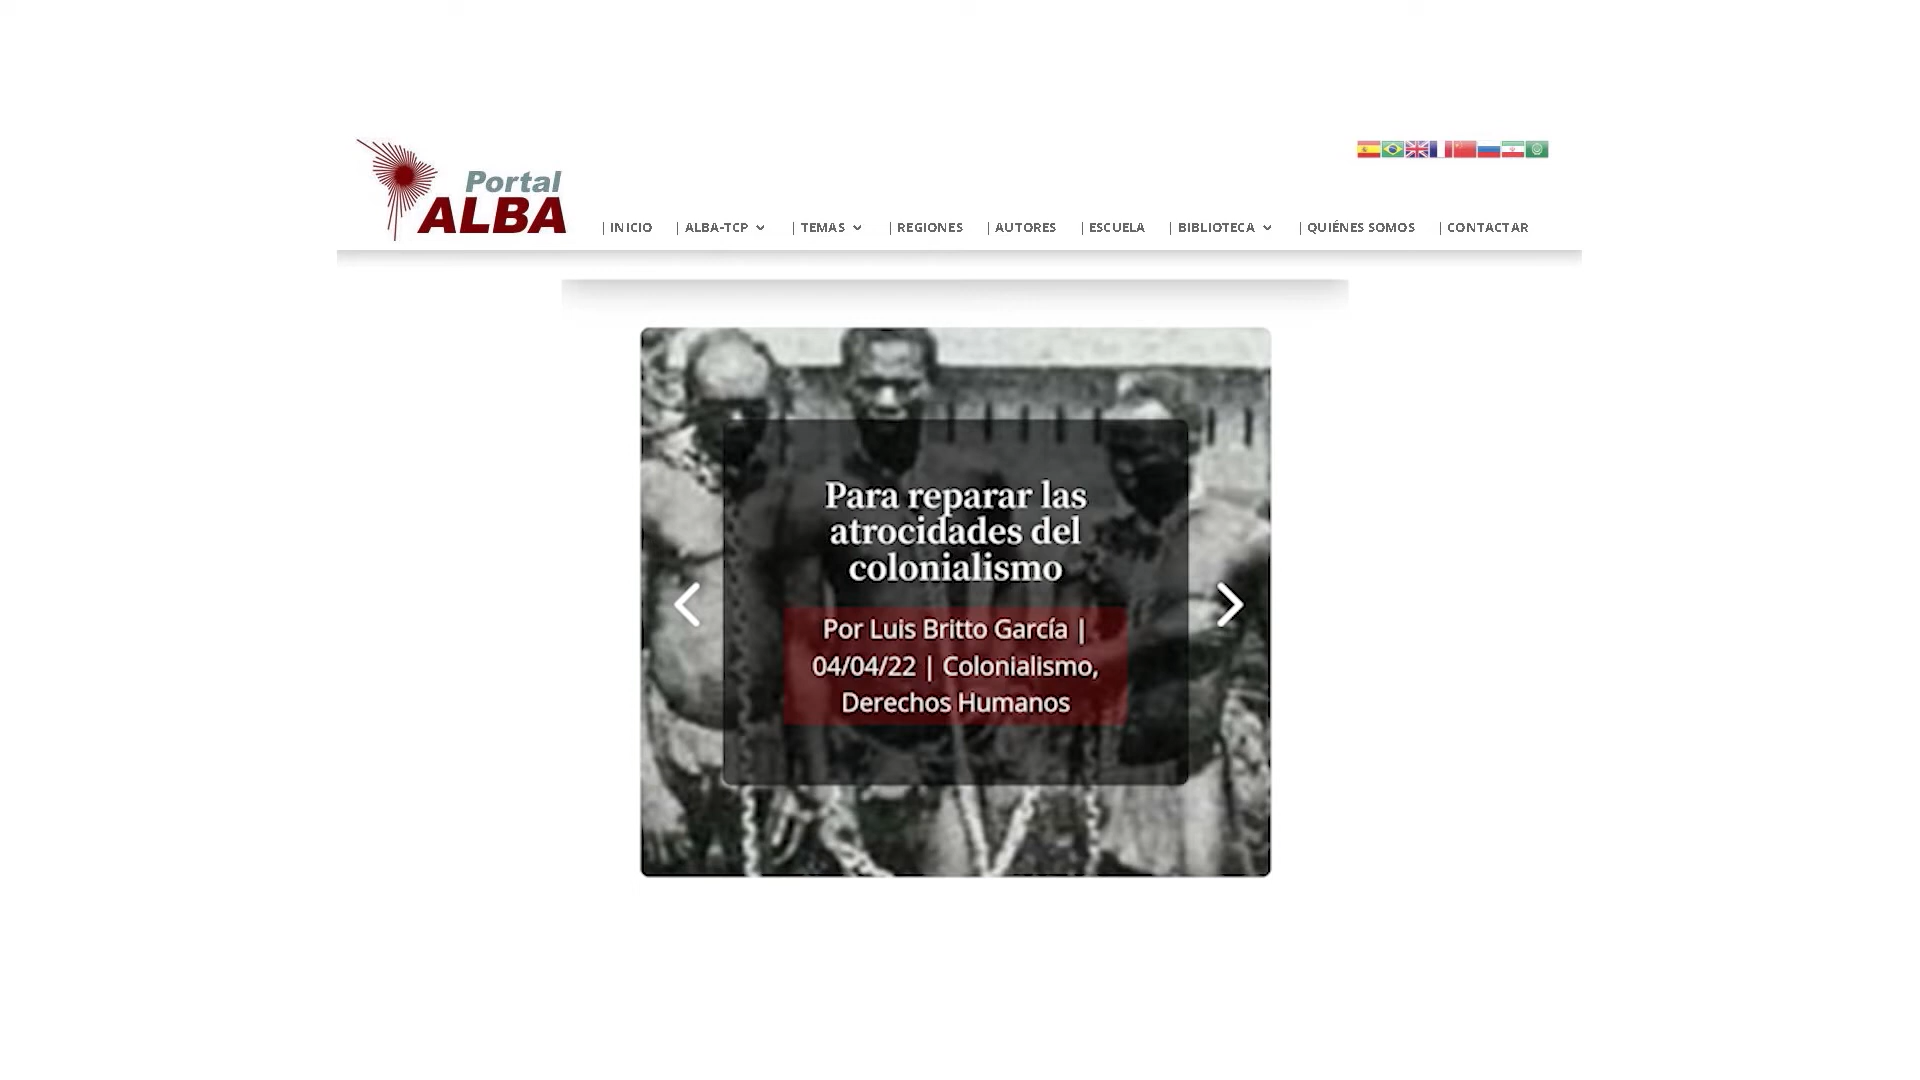 Portal
ALBA
| INICIO | ALBA-TCP | TEMAS | REGIONES | AUTORES | ESCUELA | BIBLIOTECA | QUIÉNES SOMOS | CONTACTAR
Para reparar las
atrocidades del
colonialismo
Por Luis Britto García |
04/04/22 | Colonialismo,
Derechos Humanos